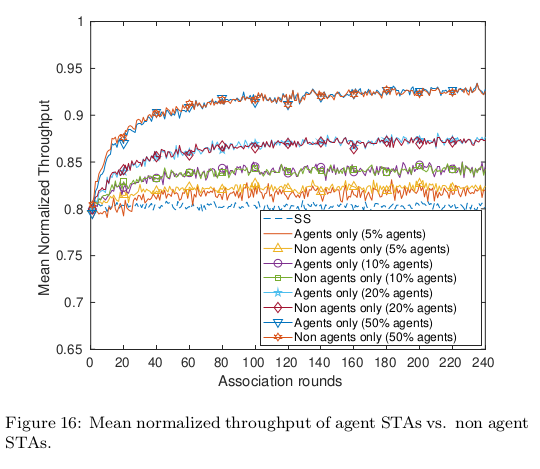 1
0.95
0.9
0.85
0.8
0.75
0.7
0.65
Mean Normalized Throughput
SS
Agents only (5% agents)
Non agents only (5% agents)
Agents only (10% agents)
Non agents only (10% agents)
Agents only (20% agents)
Non agents only (20% agents)
Agents only (50% agents)
Non agents only (50% agents)
0 20 40 60 80 100 120 140 160 180 200 220 240
Association rounds
Figure 16: Mean normalized throughput of agent STAs vs. non agent
STAs.